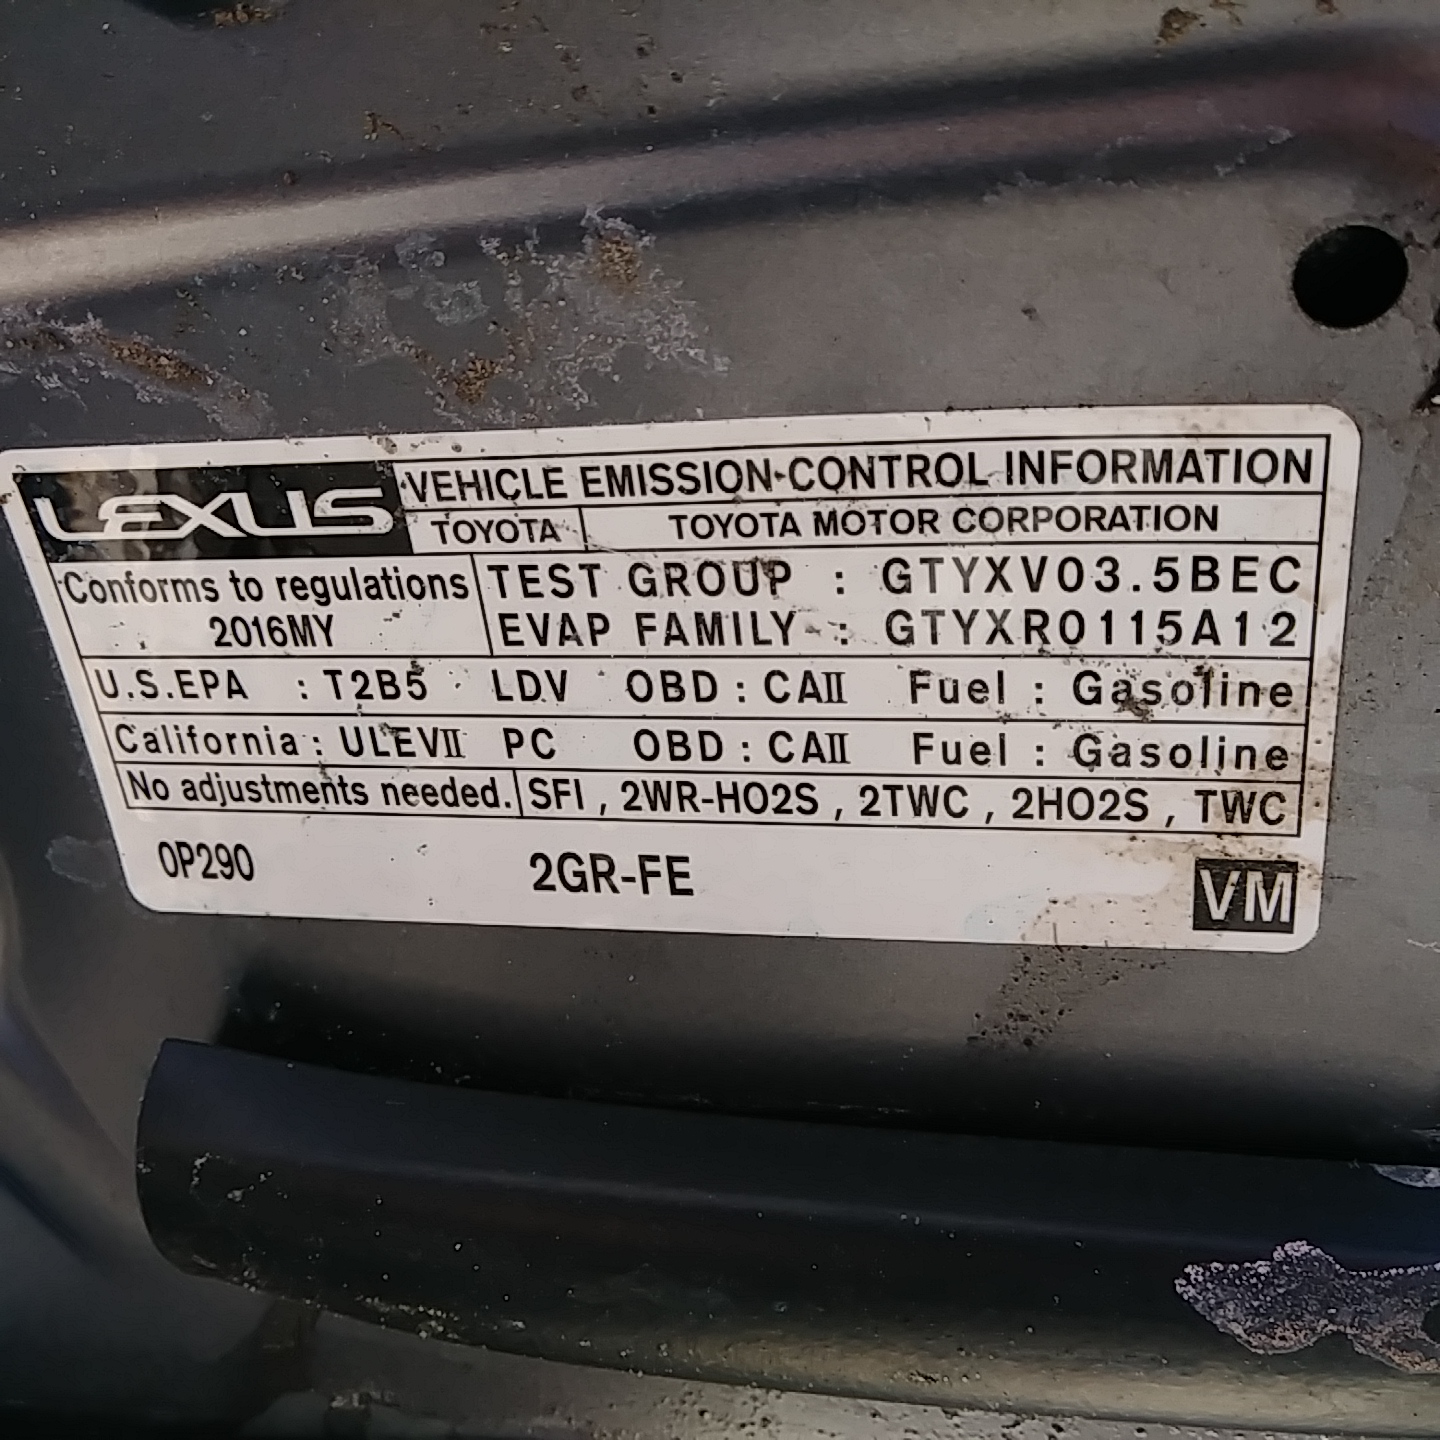 LEXUS VEHICLE EMISSION CONTROL INFORMATION
TOYOTA TOYOTA MOTOR CORPORATION
Conforms to regulations TEST GROUP : GTYXV03.5BEC
2016MY EVAP FAMILY : GTYXR0115A12
U.S.EPA : T2B5 LDV OBD : CAII Fuel : Gasoline
California : ULEVII PC OBD : CAII Fuel : Gasoline
No adjustments needed. SFI , 2WR-HO2S , 2TWC , 2HO2S , TWC
0P290 2GR-FE VM